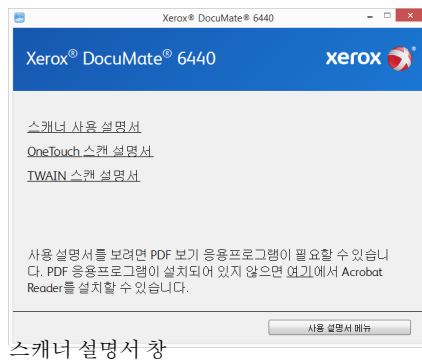 Xerox® DocuMate® 6440
Xerox® DocuMate® 6440
xerox
스캐너 사용 설명서
OneTouch 스캔 설명서
TWAIN 스캔 설명서
사용 설명서를 보려면 PDF 보기 응용프로그램이 필요할 수 있습니
다. PDF 응용프로그램이 설치되어 있지 않으면 여기에서 Acrobat
Reader를 설치할 수 있습니다.
사용 설명서 메뉴
스캐너 설명서 창